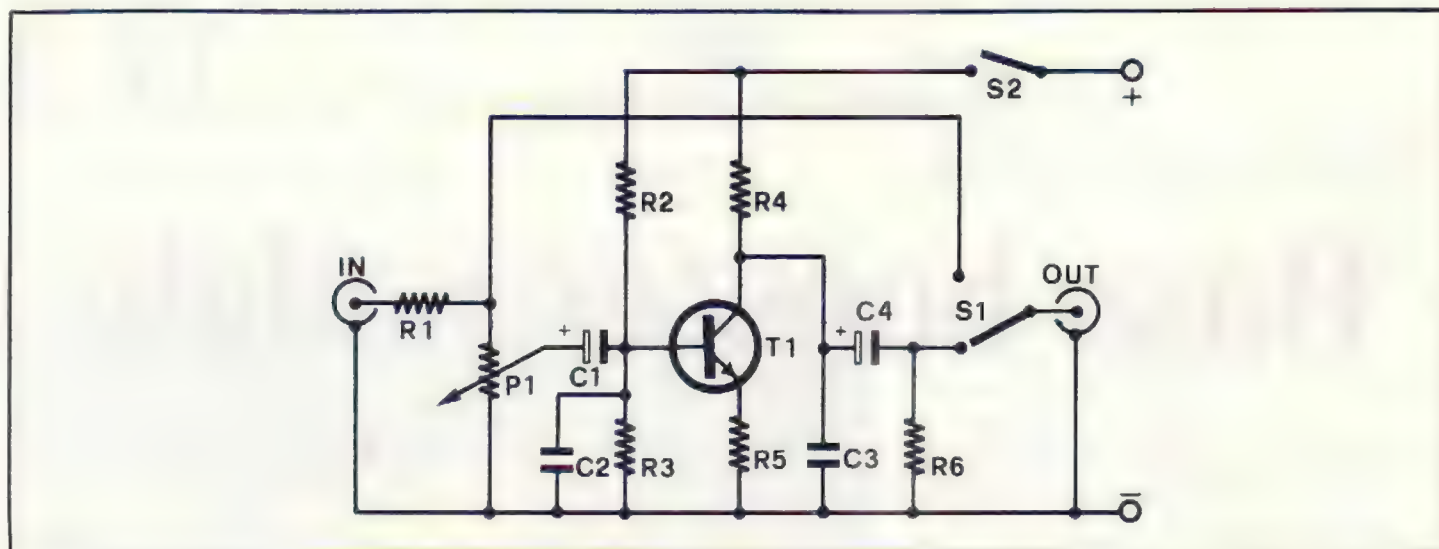 S2
+
R2
R4
IN
R1
P1
+
C1
T1
+
C4
S1
OUT
C2
R3
R5
C3
R6
-